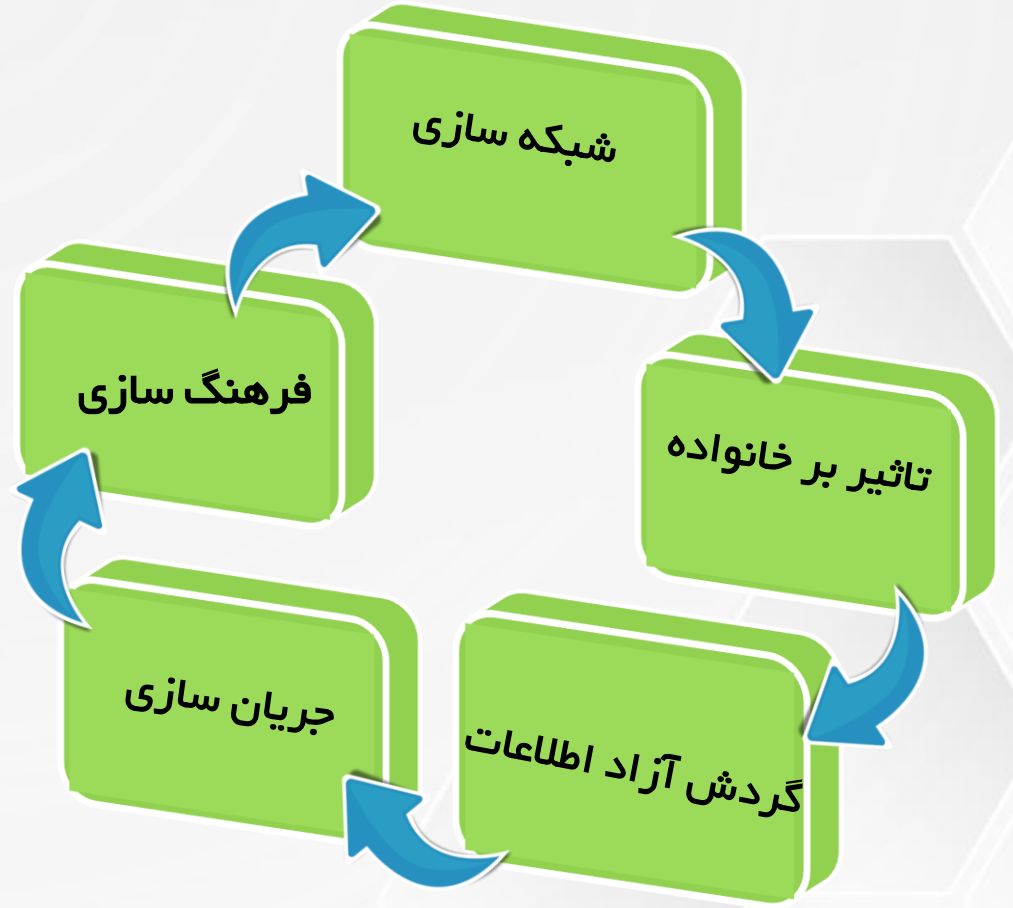 شبکه سازی
تاثیر بر خانواده
گردش آزاد اطلاعات
جریان سازی
فرهنگ سازی